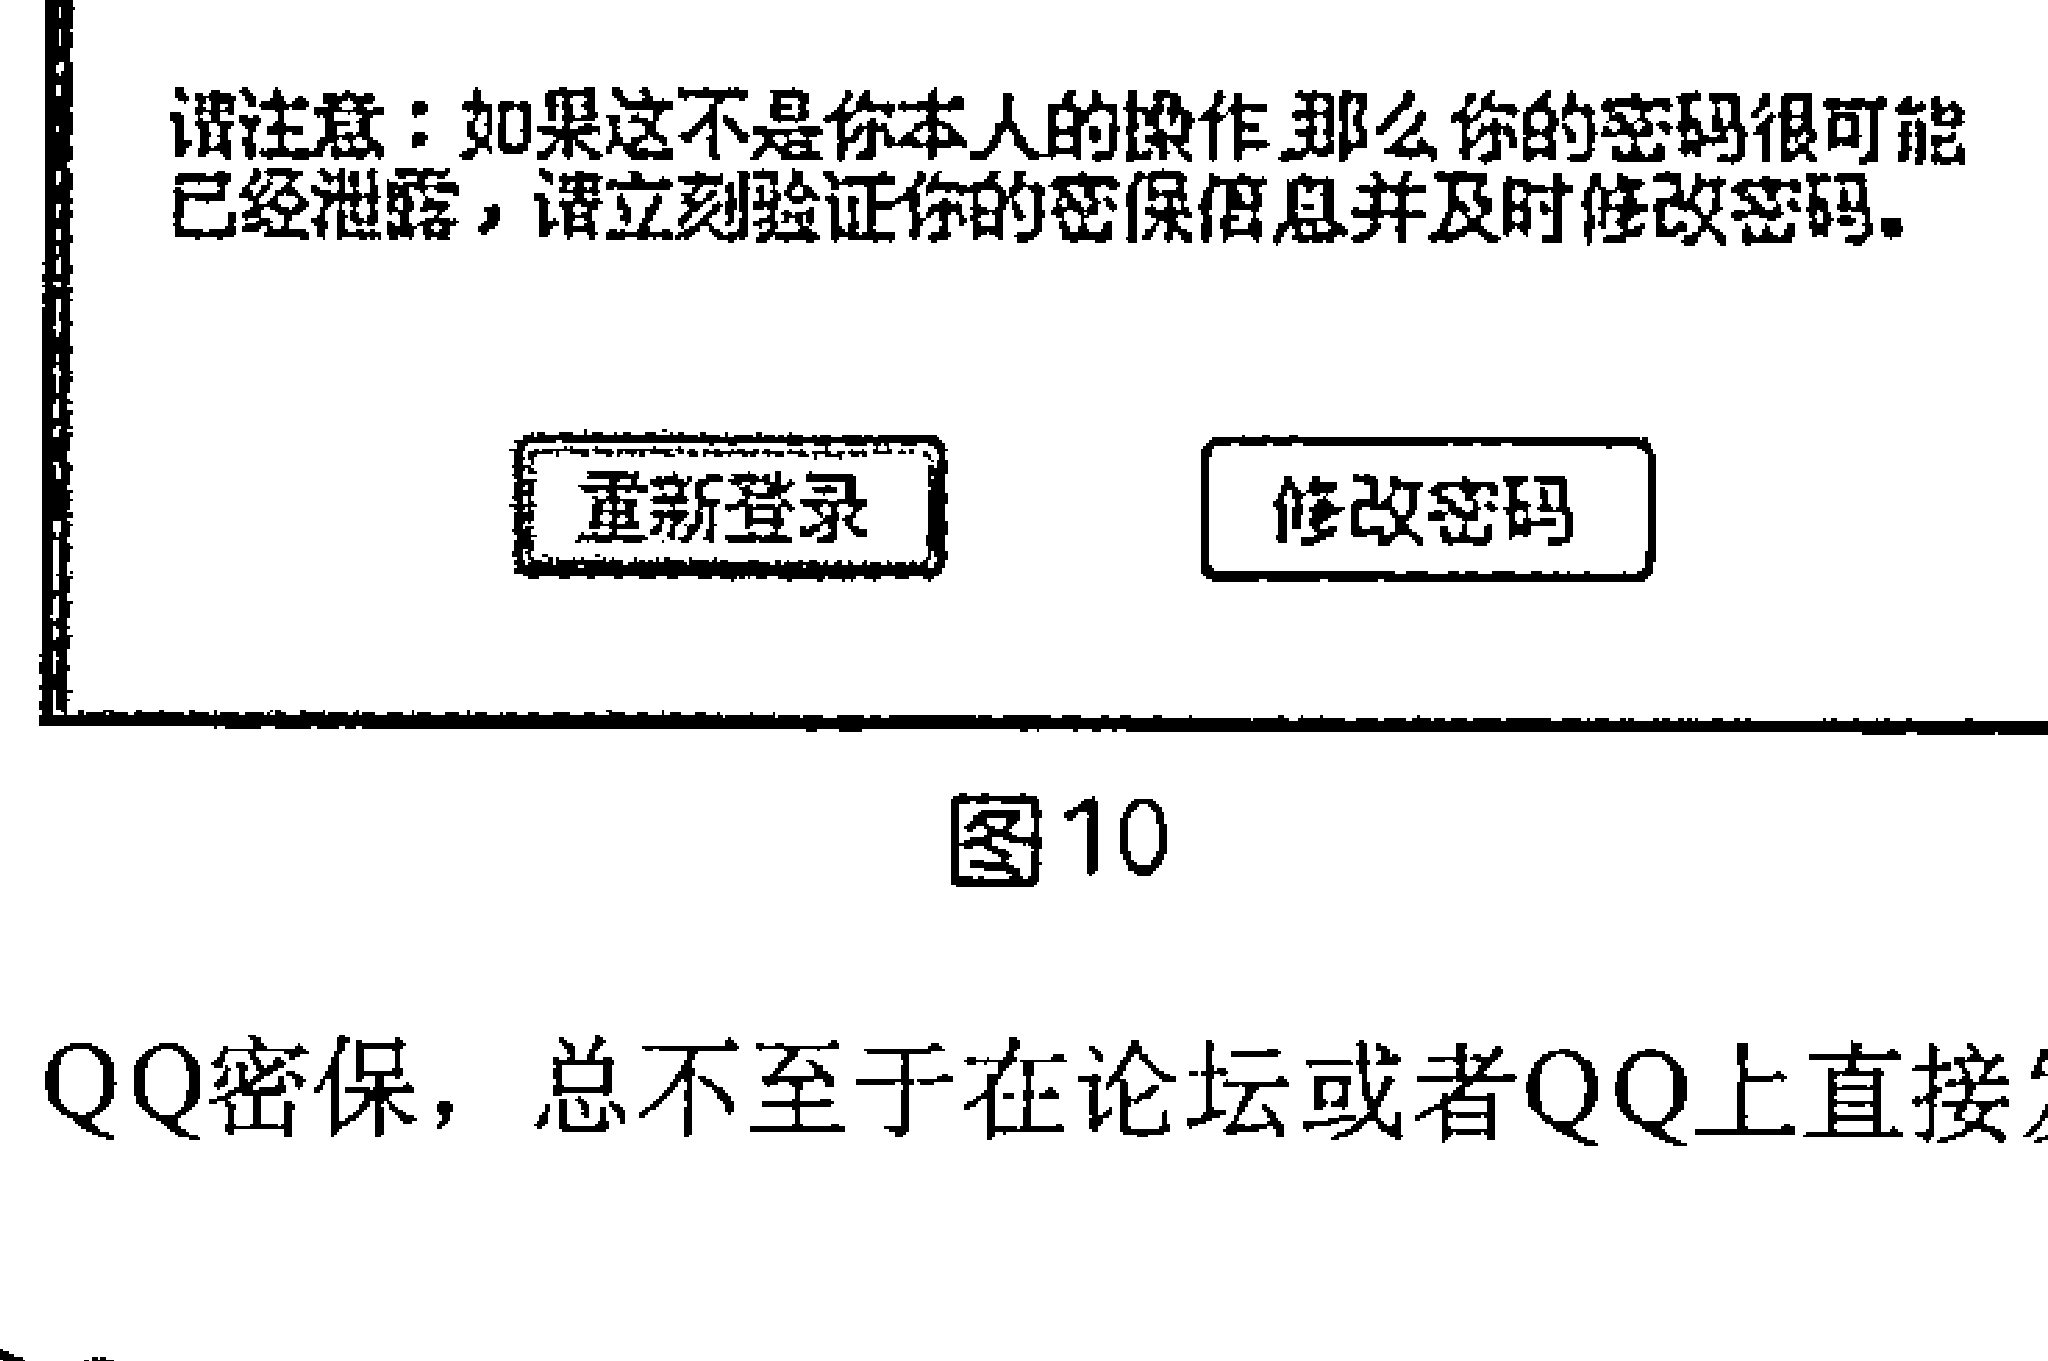 请注意：如果这不是你本人的操作,那么你的密码很可能
已经泄露，请立刻验证你的密保信息并及时修改密码。
重新登录 修改密码
图10
QQ密保，总不至于在论坛或者QQ上直接